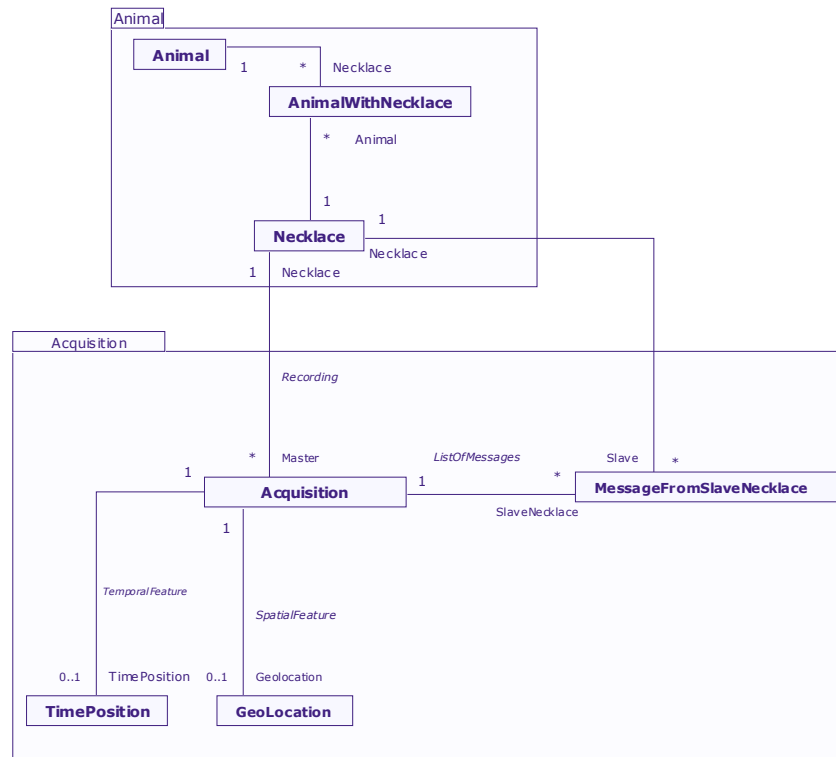 Animal
Animal
1
* Necklace
AnimalWithNecklace
* Animal
1
1
Necklace
Necklace
1 Necklace
Acquisition
Recording
* Master
ListOfMessages
Slave *
1
Acquisition
1
*
MessageFromSlaveNecklace
SlaveNecklace
1
TemporalFeature
SpatialFeature
0..1 TimePosition
0..1 Geolocation
TimePosition
GeoLocation